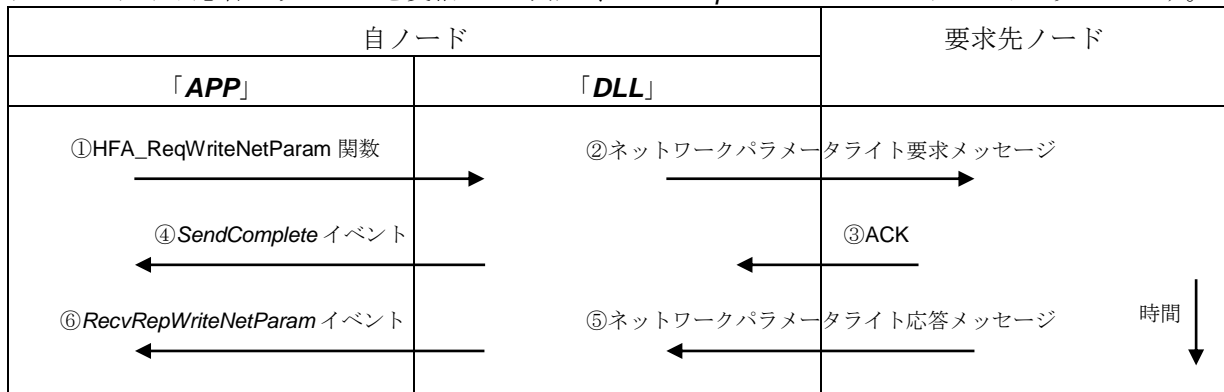 自ノード
要求先ノード
「APP」
「DLL」
①HFA_ReqWriteNetParam 関数
②ネットワークパラメータライト要求メッセージ
④SendComplete イベント
③ACK
⑥RecvRepWriteNetParam イベント
⑤ネットワークパラメータライト応答メッセージ
時間